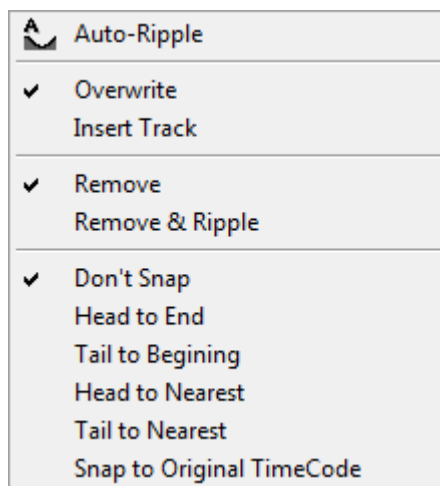 A
Auto-Ripple
Overwrite
Insert Track
Remove
Remove & Ripple
Don't Snap
Head to End
Tail to Begining
Head to Nearest
Tail to Nearest
Snap to Original TimeCode